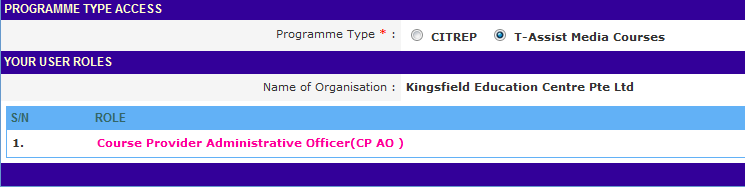 PROGRAMME TYPE ACCESS
Programme Type * : CITREP T-Assist Media Courses
YOUR USER ROLES
Name of Organisation : Kingsfield Education Centre Pte Ltd
S/N ROLE
1. Course Provider Administrative Officer(CP AO )